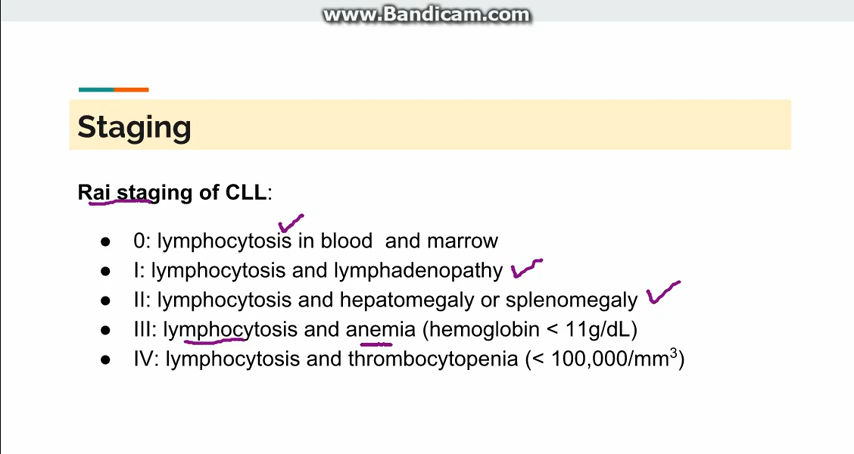 www.Bandicam.com
Staging
Rai staging of CLL:
● 0: lymphocytosis in blood and marrow
● I: lymphocytosis and lymphadenopathy
● II: lymphocytosis and hepatomegaly or splenomegaly
● III: lymphocytosis and anemia (hemoglobin < 11g/dL)
● IV: lymphocytosis and thrombocytopenia (< 100,000/mm³)